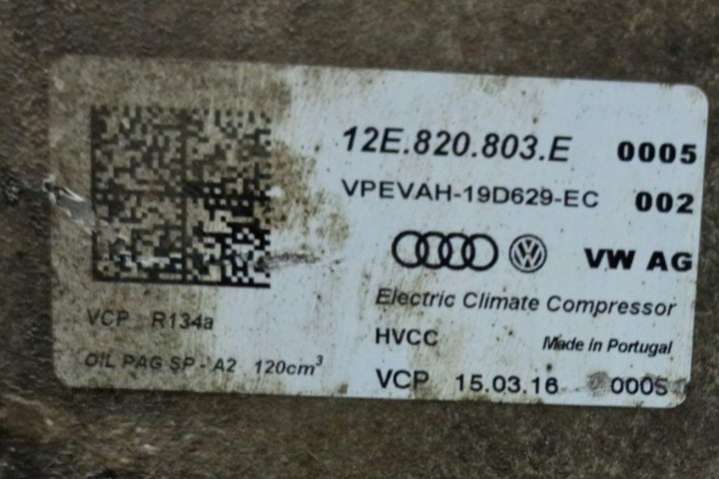 12E.820.803.E 0005
VPEVAH-19D629-EC 002
VW AG
Electric Climate Compressor
VCP R134a
HVCC Made in Portugal
OIL PAG SP - A2 120cm³
VCP 15.03.16 0005